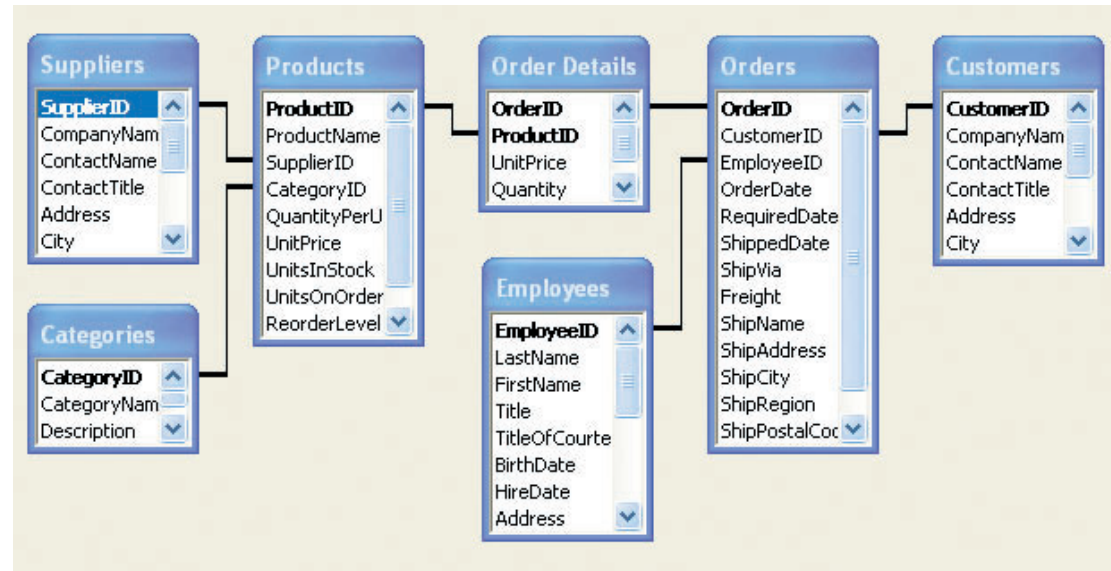 Suppliers
SupplierID
CompanyNam
ContactName
ContactTitle
Address
City
Categories
CategoryID
CategoryNam
Description
Products
ProductID
ProductName
SupplierID
CategoryID
QuantityPerU
UnitPrice
UnitsInStock
UnitsOnOrder
ReorderLevel
Order Details
OrderID
ProductID
UnitPrice
Quantity
Employees
EmployeeID
LastName
FirstName
Title
TitleOfCourte
BirthDate
HireDate
Address
Orders
OrderID
CustomerID
EmployeeID
OrderDate
RequiredDate
ShippedDate
ShipVia
Freight
ShipName
ShipAddress
ShipCity
ShipRegion
ShipPostalCoc
Customers
CustomerID
CompanyNam
ContactName
ContactTitle
Address
City